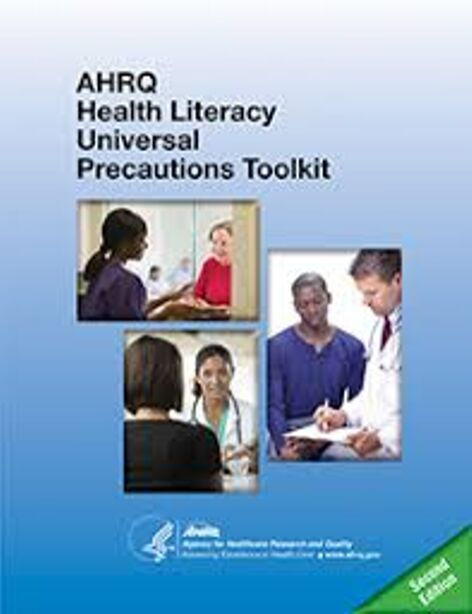 AHRQ
Health Literacy
Universal
Precautions Toolkit
AHRQ
Agency for Healthcare Research and Quality
Advancing Excellence in Health Care • www.ahrq.gov
Second
Edition